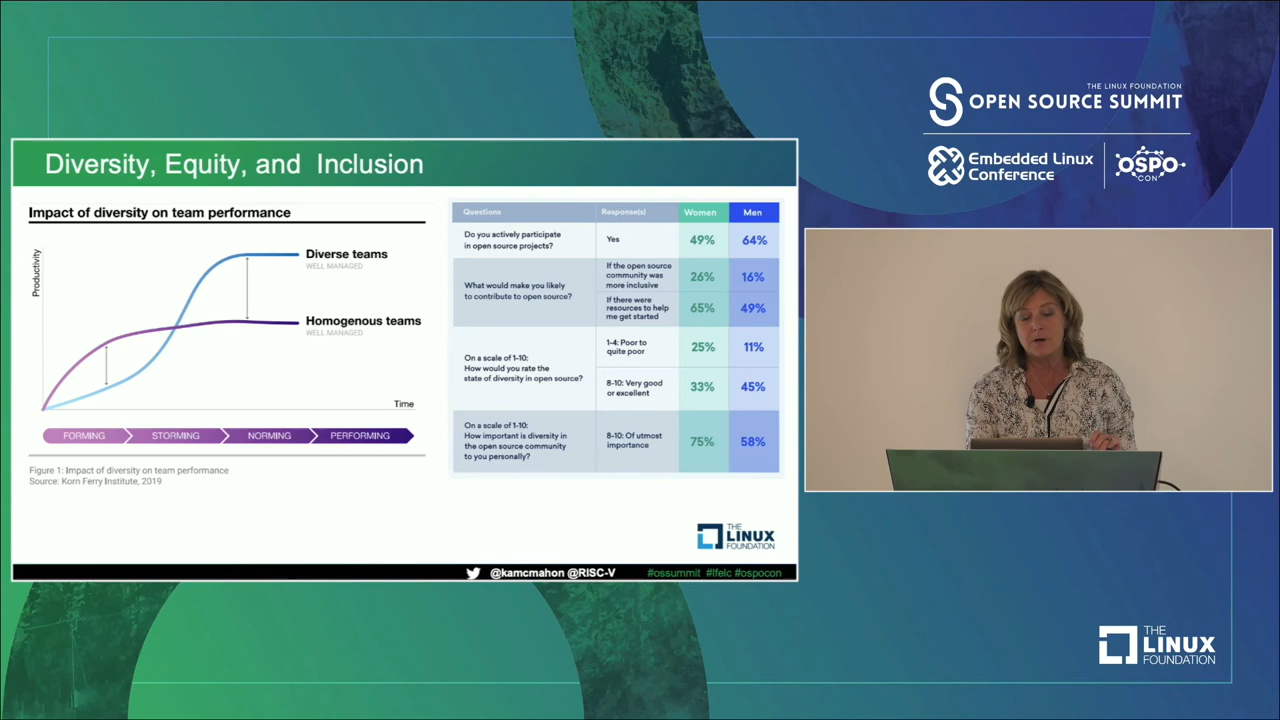 THE LINUX FOUNDATION
OPEN SOURCE SUMMIT
Embedded Linux
Conference
OSPO
CON
Diversity, Equity, and Inclusion
Impact of diversity on team performance
Productivity
Diverse teams
WELL MANAGED
Homogenous teams
WELL MANAGED
Time
FORMING
STORMING
NORMING
PERFORMING
Figure 1: Impact of diversity on team performance
Source: Korn Ferry Institute, 2019
Questions
Response(s)
Women
Men
Do you actively participate
in open source projects?
Yes
49%
64%
What would make you likely
to contribute to open source?
If the open source
community was
more inclusive
26%
16%
If there were
resources to help
me get started
65%
49%
On a scale of 1-10:
How would you rate the
state of diversity in open source?
1-4: Poor to
quite poor
25%
11%
8-10: Very good
or excellent
33%
45%
On a scale of 1-10:
How important is diversity in
the open source community
to you personally?
8-10: Of utmost
importance
75%
58%
THE
LINUX
FOUNDATION
@kamcmahon @RISC-V
#ossummit #lfelc #ospocon
THE
LINUX
FOUNDATION